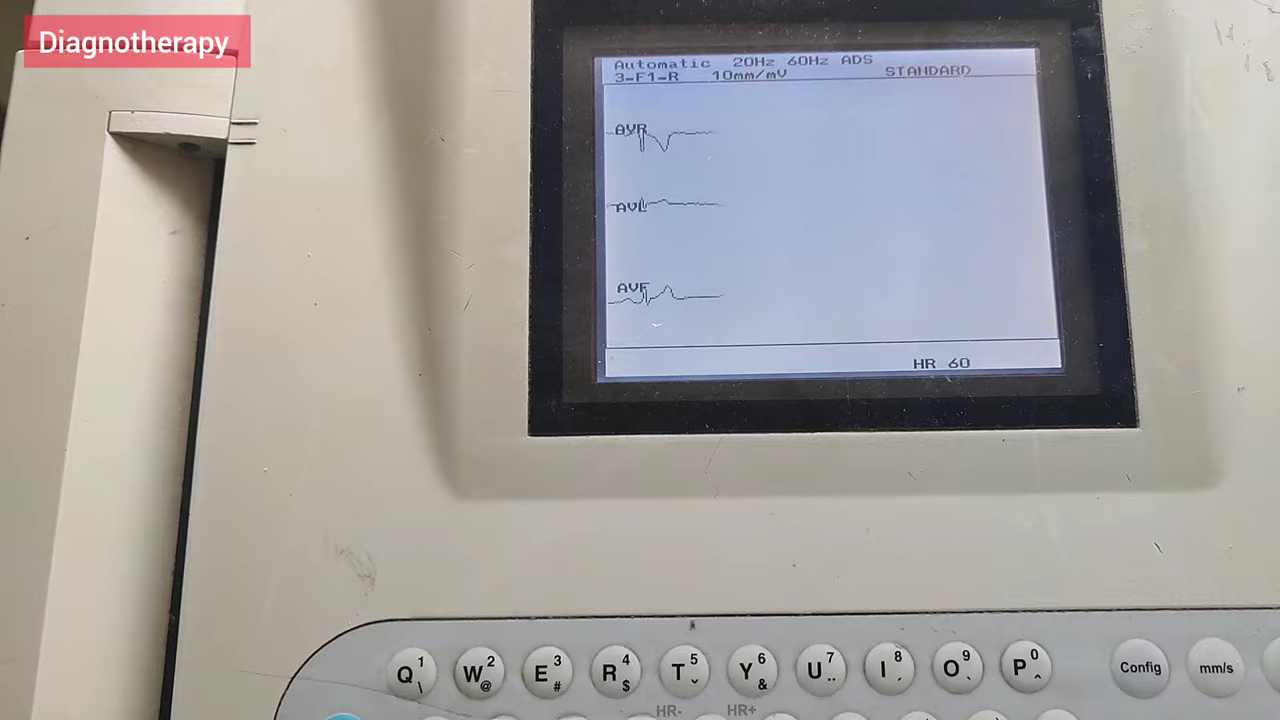 Diagnotherapy
Automatic 20Hz 60Hz ADS
3-F1-R 10mm/mV STANDARD
AVR
AVL
AVF
HR 60
Q 1 \
W 2 @
E 3 #
R 4 $
T 5 ˇ
Y 6 &
U 7 ..
I 8 ´
O 9 `
P 0 ^
Config
mm/s
HR-
HR+